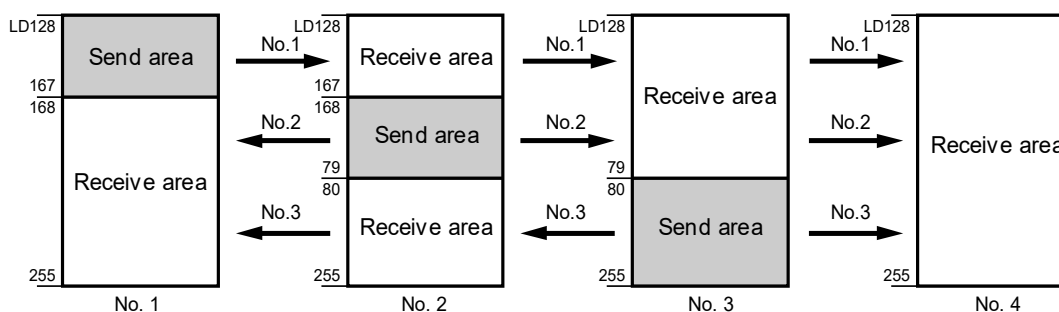 LD128
Send area
167
168
Receive area
255
No. 1
No.1
No.2
No.3
LD128
Receive area
167
168
Send area
79
80
Receive area
255
No. 2
No.1
No.2
No.3
LD128
Receive area
79
80
Send area
255
No. 3
No.1
No.2
No.3
LD128
Receive area
255
No. 4